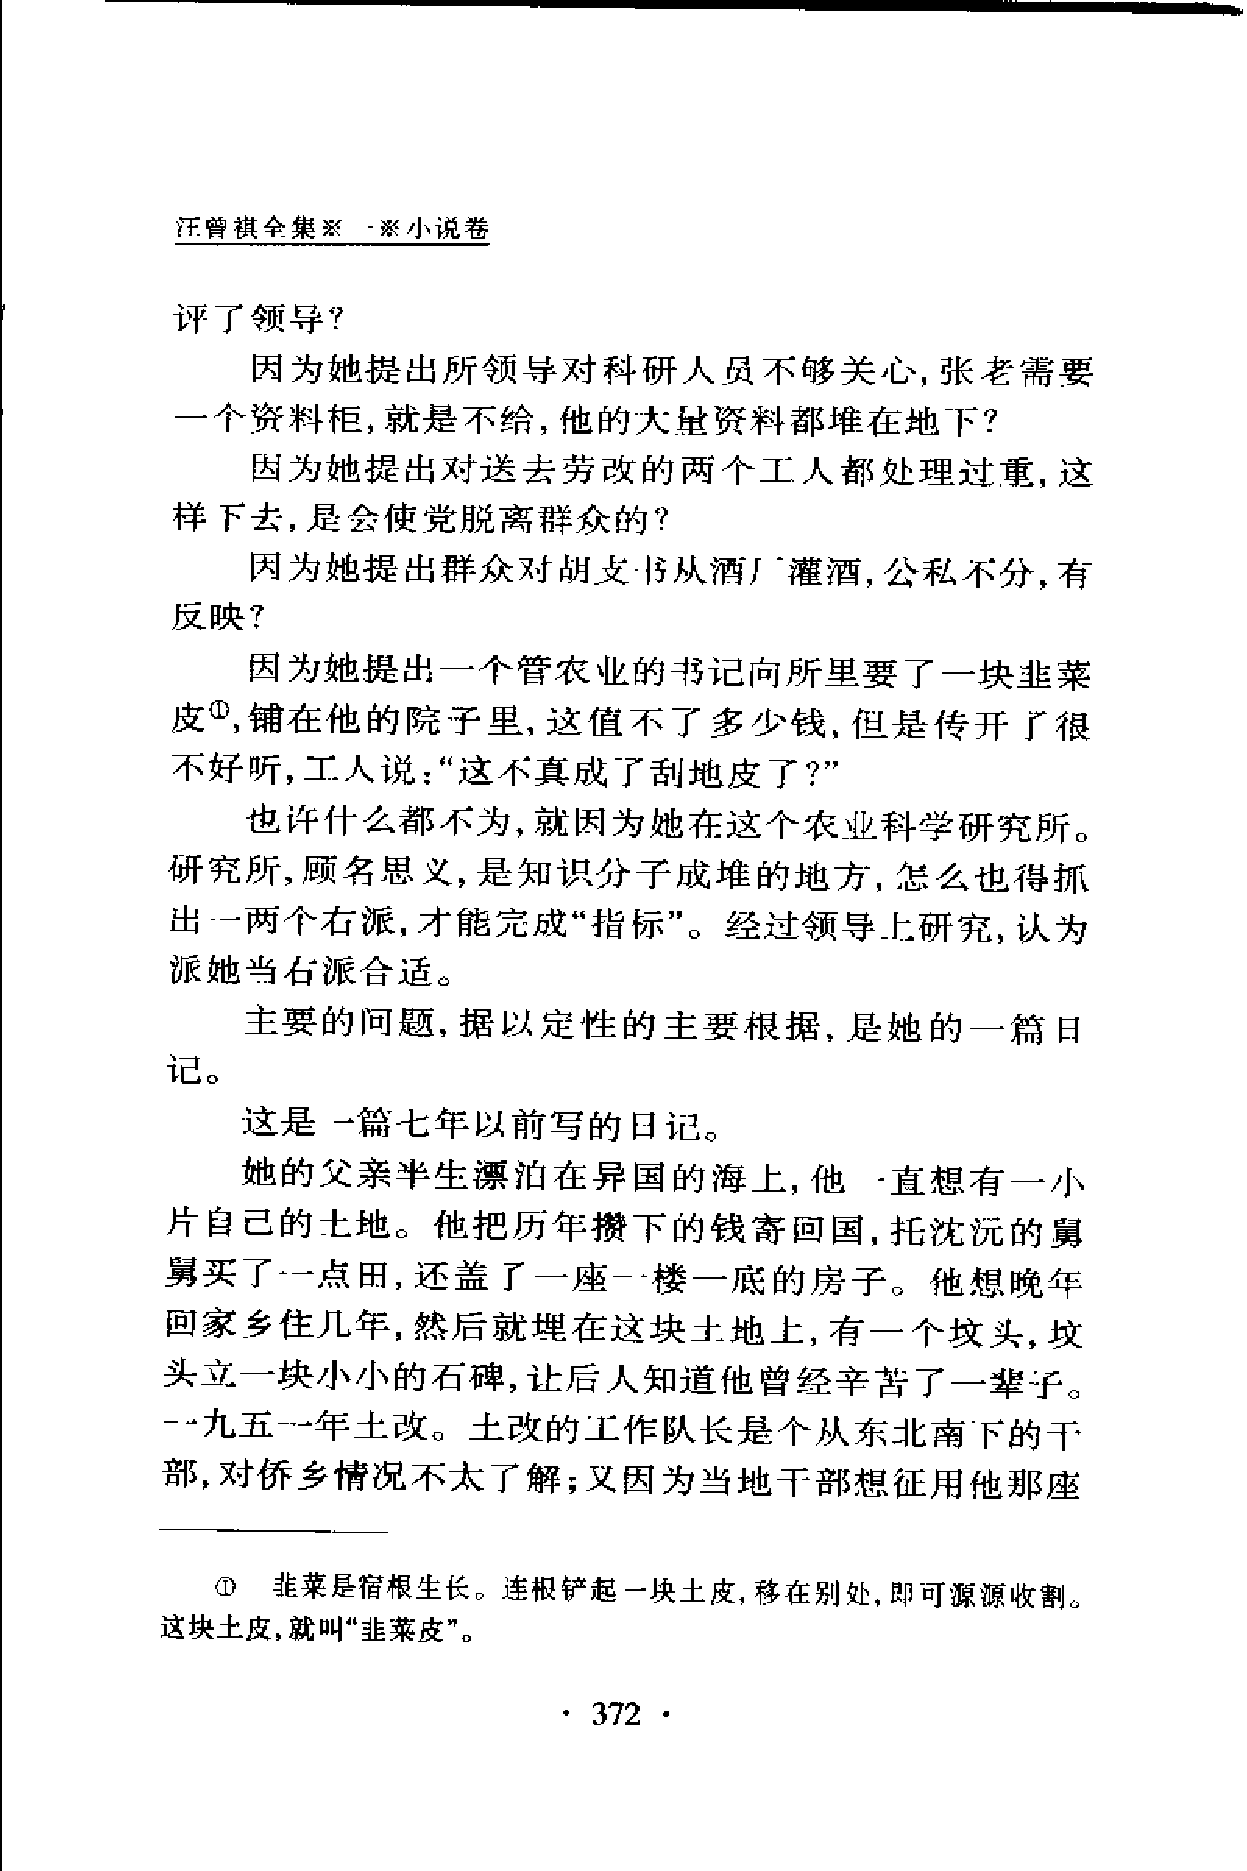 汪曾祺全集※一※小说卷
评了领导？
因为她提出所领导对科研人员不够关心，张老需要
一个资料柜，就是不给，他的大量资料都堆在地下？
因为她提出对送去劳改的两个工人都处理过重，这
样下去，是会使党脱离群众的？
因为她提出群众对胡支书从酒厂灌酒，公私不分，有
反映？
因为她提出一个管农业的书记向所里要了一块韭菜
皮①，铺在他的院子里，这值不了多少钱，但是传开了很
不好听，工人说：“这不真成了刮地皮了？”
也许什么都不为，就因为她在这个农业科学研究所。
研究所，顾名思义，是知识分子成堆的地方，怎么也得抓
出一两个右派，才能完成“指标”。经过领导上研究，认为
派她当右派合适。
主要的问题，据以定性的主要根据，是她的一篇日
记。
这是一篇七年以前写的日记。
她的父亲半生漂泊在异国的海上，他一直想有一小
片自己的土地。他把历年攒下的钱寄回国，托沈沅的舅
舅买了一点田，还盖了一座一楼一底的房子。他想晚年
回家乡住几年，然后就埋在这块土地上，有一个坟头，坟
头立一块小小的石碑，让后人知道他曾经辛苦了一辈子。
一九五一年土改。土改的工作队长是个从东北南下的干
部，对侨乡情况不太了解；又因为当地干部想征用他那座
① 韭菜是宿根生长。连根铲起一块土皮，移在别处，即可源源收割。
这块土皮，就叫“韭菜皮”。
· 372 ·